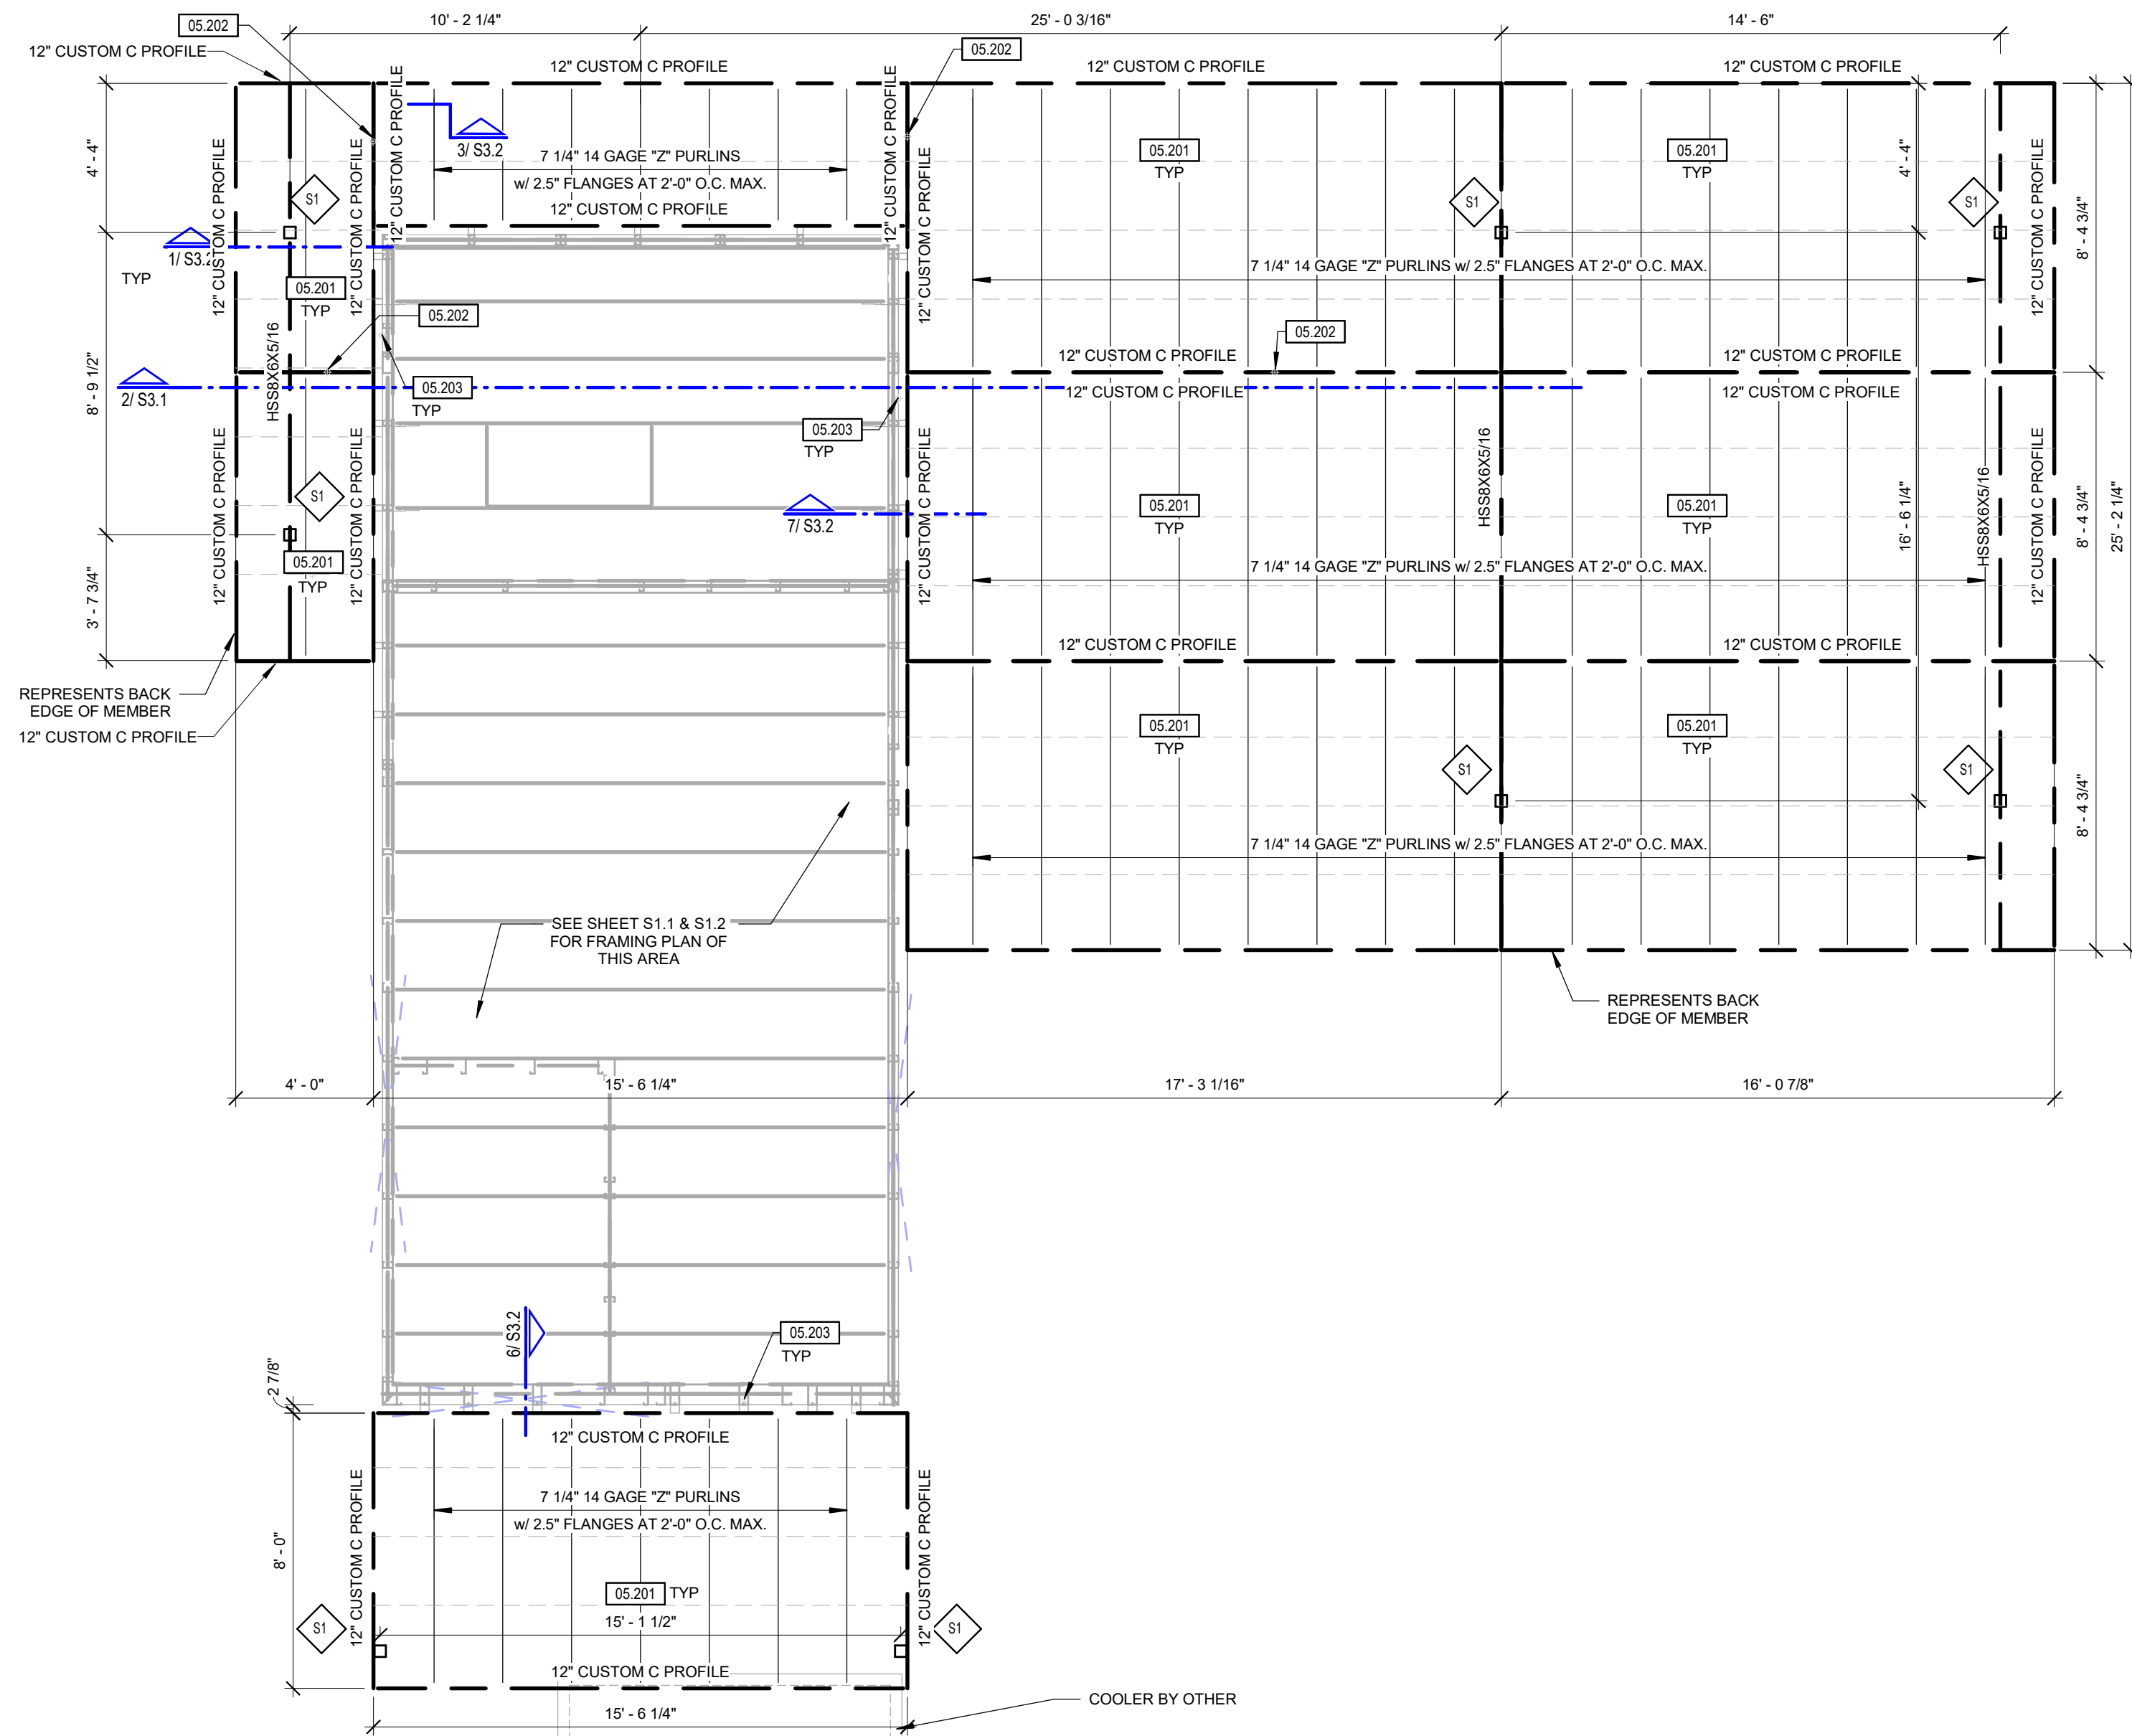 10' - 2 1/4"
25' - 0 3/16"
14' - 6"
05.202
12" CUSTOM C PROFILE
05.202
12" CUSTOM C PROFILE
12" CUSTOM C PROFILE
12" CUSTOM C PROFILE
12" CUSTOM C PROFILE
12" CUSTOM C PROFILE
4' - 4"
12" CUSTOM C PROFILE
12" CUSTOM C PROFILE
3/ S3.2
7 1/4" 14 GAGE "Z" PURLINS
w/ 2.5" FLANGES AT 2'-0" O.C. MAX.
12" CUSTOM C PROFILE
12" CUSTOM C PROFILE
05.201
TYP
05.201
TYP
4' - 4"
12" CUSTOM C PROFILE
8' - 4 3/4"
S1
S1
S1
1/ S3.2
TYP
05.201
TYP
05.202
7 1/4" 14 GAGE "Z" PURLINS w/ 2.5" FLANGES AT 2'-0" O.C. MAX.
05.202
8' - 9 1/2"
HSS8X6X5/16
12" CUSTOM C PROFILE
12" CUSTOM C PROFILE
2/ S3.1
05.203
TYP
12" CUSTOM C PROFILE
12" CUSTOM C PROFILE
05.203
TYP
12" CUSTOM C PROFILE
12" CUSTOM C PROFILE
12" CUSTOM C PROFILE
S1
7/ S3.2
05.201
TYP
HSS8X6X5/16
05.201
TYP
16' - 6 1/4"
HSS8X6X5/16
12" CUSTOM C PROFILE
8' - 4 3/4"
25' - 2 1/4"
3' - 7 3/4"
05.201
TYP
7 1/4" 14 GAGE "Z" PURLINS w/ 2.5" FLANGES AT 2'-0" O.C. MAX.
12" CUSTOM C PROFILE
12" CUSTOM C PROFILE
REPRESENTS BACK
EDGE OF MEMBER
12" CUSTOM C PROFILE
05.201
TYP
05.201
TYP
S1
S1
8' - 4 3/4"
7 1/4" 14 GAGE "Z" PURLINS w/ 2.5" FLANGES AT 2'-0" O.C. MAX.
SEE SHEET S1.1 & S1.2
FOR FRAMING PLAN OF
THIS AREA
REPRESENTS BACK
EDGE OF MEMBER
4' - 0"
15' - 6 1/4"
17' - 3 1/16"
16' - 0 7/8"
6/ S3.2
05.203
TYP
2 7/8"
12" CUSTOM C PROFILE
7 1/4" 14 GAGE "Z" PURLINS
w/ 2.5" FLANGES AT 2'-0" O.C. MAX.
8' - 0"
12" CUSTOM C PROFILE
12" CUSTOM C PROFILE
05.201 TYP
15' - 1 1/2"
S1
S1
12" CUSTOM C PROFILE
COOLER BY OTHER
15' - 6 1/4"